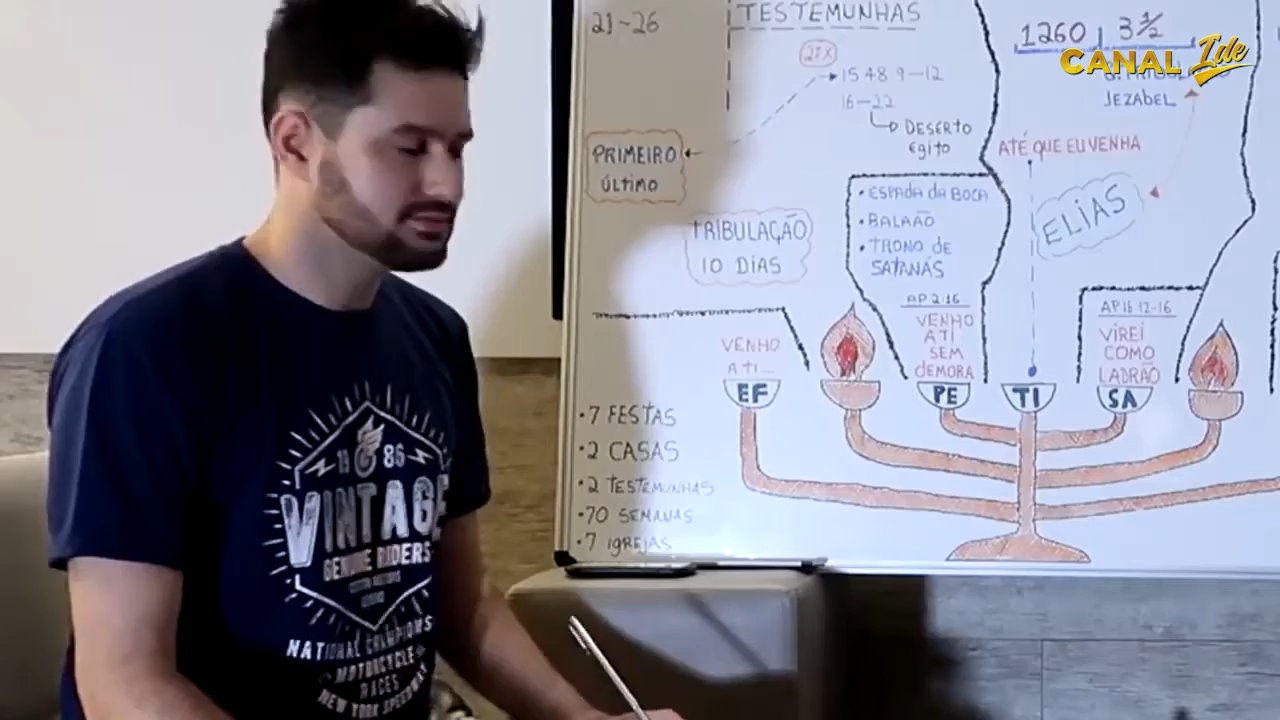 21-26
TESTEMUNHAS
27X
15 48 9-12
16-22
DESERTO
EGITO
PRIMEIRO
ÚLTIMO
TRIBULAÇÃO
10 DIAS
• ESPADA DA BOCA
• BALAÃO
• TRONO DE
SATANÁS
1260 3½
CANAL Ide
JEZABEL
ATÉ QUE EU VENHA
ELIAS
VENHO
A TI...
AP 2:16
VENHO
A TI
SEM
DEMORA
AP 16 12-16
VIREI
COMO
LADRÃO
EF
PE
TI
SA
• 7 FESTAS
• 2 CASAS
• 2 TESTEMUNHAS
• 70 SEMANAS
• 7 IGREJAS
19 86
VINTAGE
GENUINE RIDERS
NATIONAL CHAMPIONS
MOTORCYCLE
RACES
NEW YORK SPEEDWAY